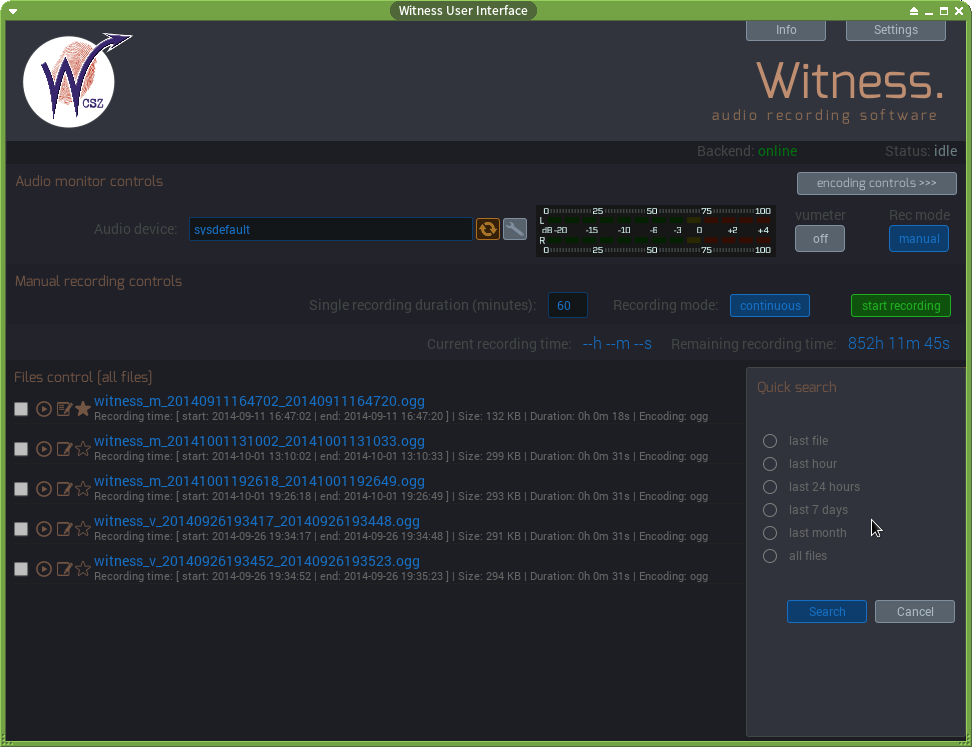 Witness User Interface
Info
Settings
W CSZ
Witness.
audio recording software
Backend: online
Status: idle
Audio monitor controls
encoding controls >>>
Audio device:
sysdefault
0 25 50 75 100
L
dB -20 -15 -10 -6 -3 0 +2 +4
R
0 25 50 75 100
vumeter
off
Rec mode
manual
Manual recording controls
Single recording duration (minutes): 60
Recording mode: continuous
start recording
Current recording time: --h --m --s
Remaining recording time: 852h 11m 45s
Files control [all files]
witness_m_20140911164702_20140911164720.ogg
Recording time: [ start: 2014-09-11 16:47:02 | end: 2014-09-11 16:47:20 ] | Size: 132 KB | Duration: 0h 0m 18s | Encoding: ogg
witness_m_20141001131002_20141001131033.ogg
Recording time: [ start: 2014-10-01 13:10:02 | end: 2014-10-01 13:10:33 ] | Size: 299 KB | Duration: 0h 0m 31s | Encoding: ogg
witness_m_20141001192618_20141001192649.ogg
Recording time: [ start: 2014-10-01 19:26:18 | end: 2014-10-01 19:26:49 ] | Size: 293 KB | Duration: 0h 0m 31s | Encoding: ogg
witness_v_20140926193417_20140926193448.ogg
Recording time: [ start: 2014-09-26 19:34:17 | end: 2014-09-26 19:34:48 ] | Size: 291 KB | Duration: 0h 0m 31s | Encoding: ogg
witness_v_20140926193452_20140926193523.ogg
Recording time: [ start: 2014-09-26 19:34:52 | end: 2014-09-26 19:35:23 ] | Size: 294 KB | Duration: 0h 0m 31s | Encoding: ogg
Quick search
last file
last hour
last 24 hours
last 7 days
last month
all files
Search
Cancel